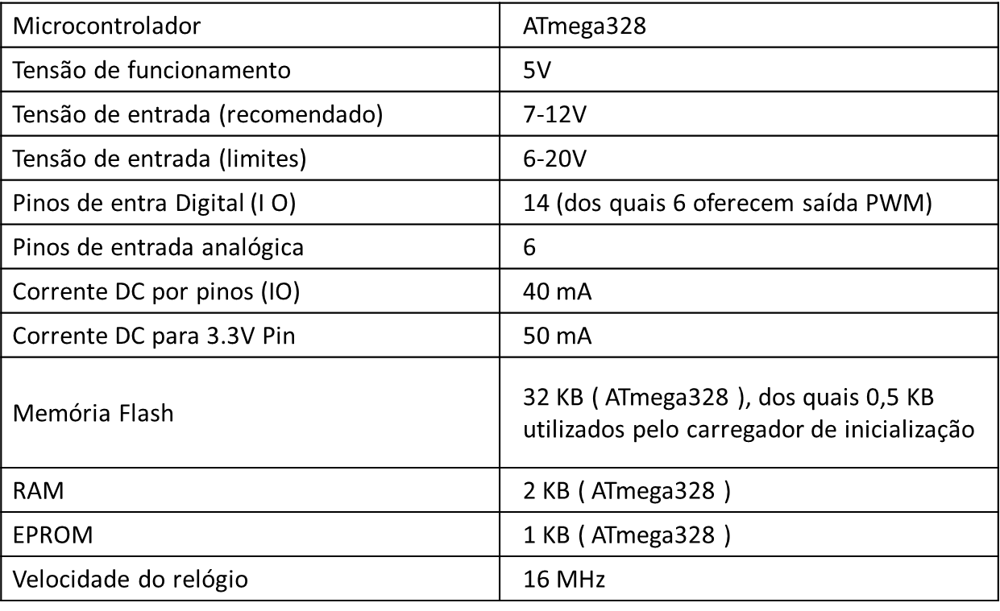 Microcontrolador ATmega328
Tensão de funcionamento 5V
Tensão de entrada (recomendado) 7-12V
Tensão de entrada (limites) 6-20V
Pinos de entra Digital (I O) 14 (dos quais 6 oferecem saída PWM)
Pinos de entrada analógica 6
Corrente DC por pinos (IO) 40 mA
Corrente DC para 3.3V Pin 50 mA
Memória Flash 32 KB ( ATmega328 ), dos quais 0,5 KB
utilizados pelo carregador de inicialização
RAM 2 KB ( ATmega328 )
EPROM 1 KB ( ATmega328 )
Velocidade do relógio 16 MHz